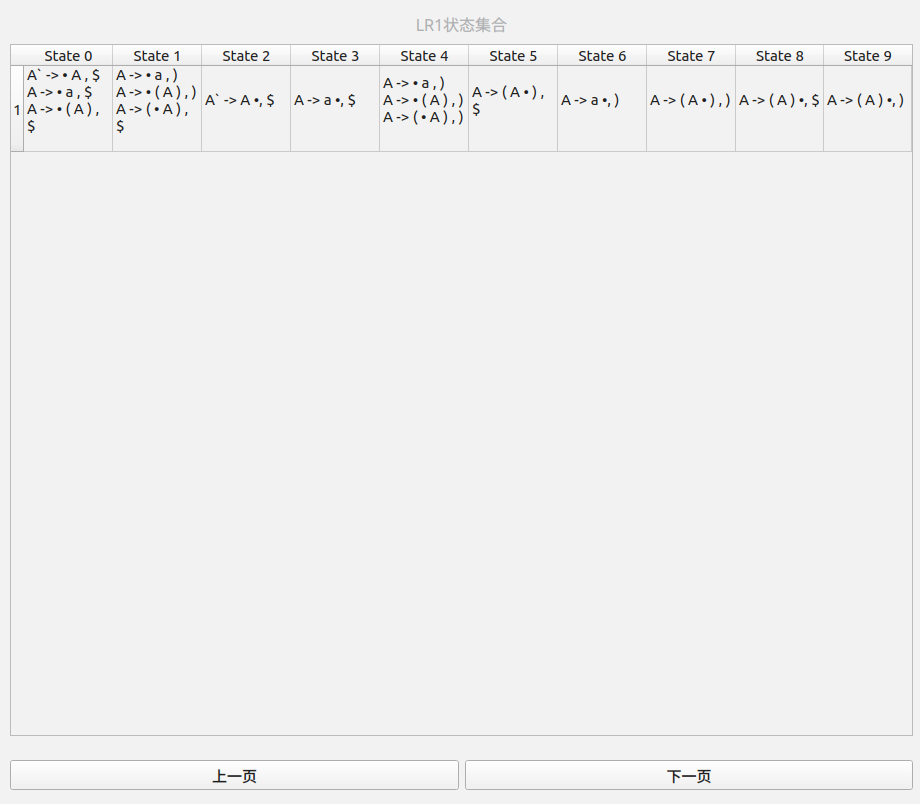 LR1状态集合
State 0 State 1 State 2 State 3 State 4 State 5 State 6 State 7 State 8 State 9
1
A` -> • A , $
A -> • a , $
A -> • ( A ) ,
$
A -> • a , )
A -> • ( A ) , )
A -> ( • A ) ,
$
A` -> A •, $
A -> a •, $
A -> • a , )
A -> • ( A ) , )
A -> ( • A ) , )
A -> ( A • ) ,
$
A -> a •, )
A -> ( A • ) , )
A -> ( A ) •, $
A -> ( A ) •, )
上一页 下一页